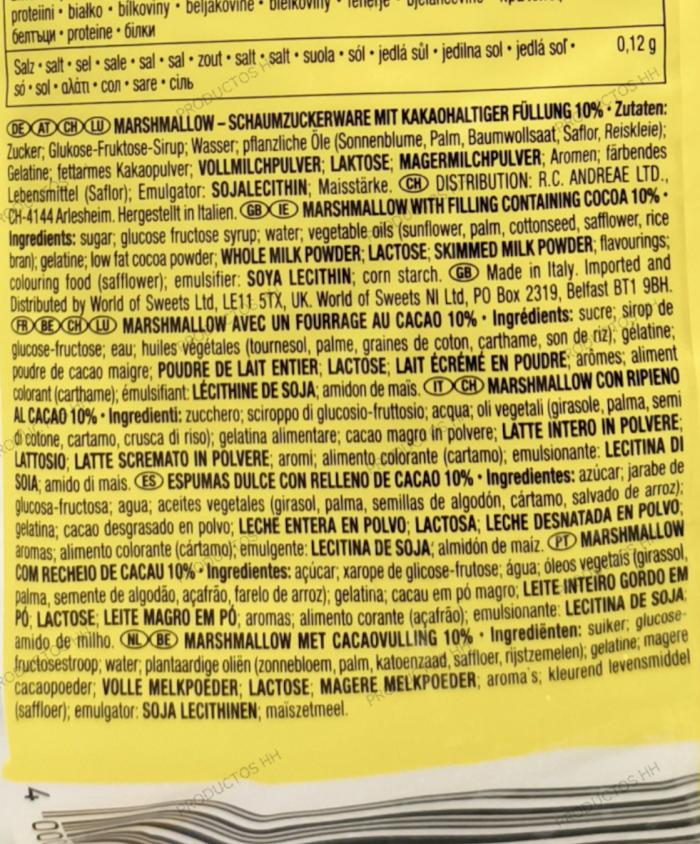 proteiini • białko • bílkoviny • beljakovine • bielkoviny •
белтъци • proteine • білки
Salz • salt • sel • sale • sal • sal • zout • salt • salt • suola • sól • jedlá sůl • jedilna sol • jedlá soľ • 0,12 g
só • sol • αλάτι • сол • sare • сіль
DE AT CH LU MARSHMALLOW – SCHAUMZUCKERWARE MIT KAKAOHALTIGER FÜLLUNG 10% • Zutaten:
Zucker; Glukose-Fruktose-Sirup; Wasser; pflanzliche Öle (Sonnenblume, Palm, Baumwollsaat, Saflor, Reiskleie);
Gelatine; fettarmes Kakaopulver; VOLLMILCHPULVER; LAKTOSE; MAGERMILCHPULVER; Aromen; färbendes
Lebensmittel (Saflor); Emulgator: SOJALECITHIN; Maisstärke. CH DISTRIBUTION: R.C. ANDREAE LTD.,
CH-4144 Arlesheim. Hergestellt in Italien. GB IE MARSHMALLOW WITH FILLING CONTAINING COCOA 10% •
Ingredients: sugar; glucose fructose syrup; water; vegetable oils (sunflower, palm, cottonseed, safflower, rice
bran); gelatine; low fat cocoa powder; WHOLE MILK POWDER; LACTOSE; SKIMMED MILK POWDER; flavourings;
colouring food (safflower); emulsifier: SOYA LECITHIN; corn starch. GB Made in Italy. Imported and
Distributed by World of Sweets Ltd, LE11 5TX, UK. World of Sweets NI Ltd, PO Box 2319, Belfast BT1 9BH.
FR BE CH LU MARSHMALLOW AVEC UN FOURRAGE AU CACAO 10% • Ingrédients: sucre; sirop de
glucose-fructose; eau; huiles végétales (tournesol, palme, graines de coton, carthame, son de riz); gélatine;
poudre de cacao maigre; POUDRE DE LAIT ENTIER; LACTOSE; LAIT ÉCRÉMÉ EN POUDRE; arômes; aliment
colorant (carthame); émulsifiant: LÉCITHINE DE SOJA; amidon de maïs. IT CH MARSHMALLOW CON RIPIENO
AL CACAO 10% • Ingredienti: zucchero; sciroppo di glucosio-fruttosio; acqua; oli vegetali (girasole, palma, semi
di cotone, cartamo, crusca di riso); gelatina alimentare; cacao magro in polvere; LATTE INTERO IN POLVERE;
LATTOSIO; LATTE SCREMATO IN POLVERE; aromi; alimento colorante (cartamo); emulsionante: LECITINA DI
SOIA; amido di mais. ES ESPUMAS DULCE CON RELLENO DE CACAO 10% • Ingredientes: azúcar; jarabe de
glucosa-fructosa; agua; aceites vegetales (girasol, palma, semillas de algodón, cártamo, salvado de arroz);
gelatina; cacao desgrasado en polvo; LECHE ENTERA EN POLVO; LACTOSA; LECHE DESNATADA EN POLVO;
aromas; alimento colorante (cártamo); emulgente: LECITINA DE SOJA; almidón de maíz. PT MARSHMALLOW
COM RECHEIO DE CACAU 10% • Ingredientes: açúcar; xarope de glicose-frutose; água; óleos vegetais (girassol,
palma, semente de algodão, açafrão, farelo de arroz); gelatina; cacau em pó magro; LEITE INTEIRO GORDO EM
PÓ; LACTOSE; LEITE MAGRO EM PÓ; aromas; alimento corante (açafrão); emulsionante: LECITINA DE SOJA;
amido de milho. NL BE MARSHMALLOW MET CACAOVULLING 10% • Ingrediënten: suiker; glucose-
fructosestroop; water; plantaardige oliën (zonnebloem, palm, katoenzaad, saffloer, rijstzemelen); gelatine; magere
cacaopoeder; VOLLE MELKPOEDER; LACTOSE; MAGERE MELKPOEDER; aroma's; kleurend levensmiddel
(saffloer); emulgator: SOJA LECITHINEN; maïszetmeel.
PRODUCTOS HH
PRODUCTOS HH
4